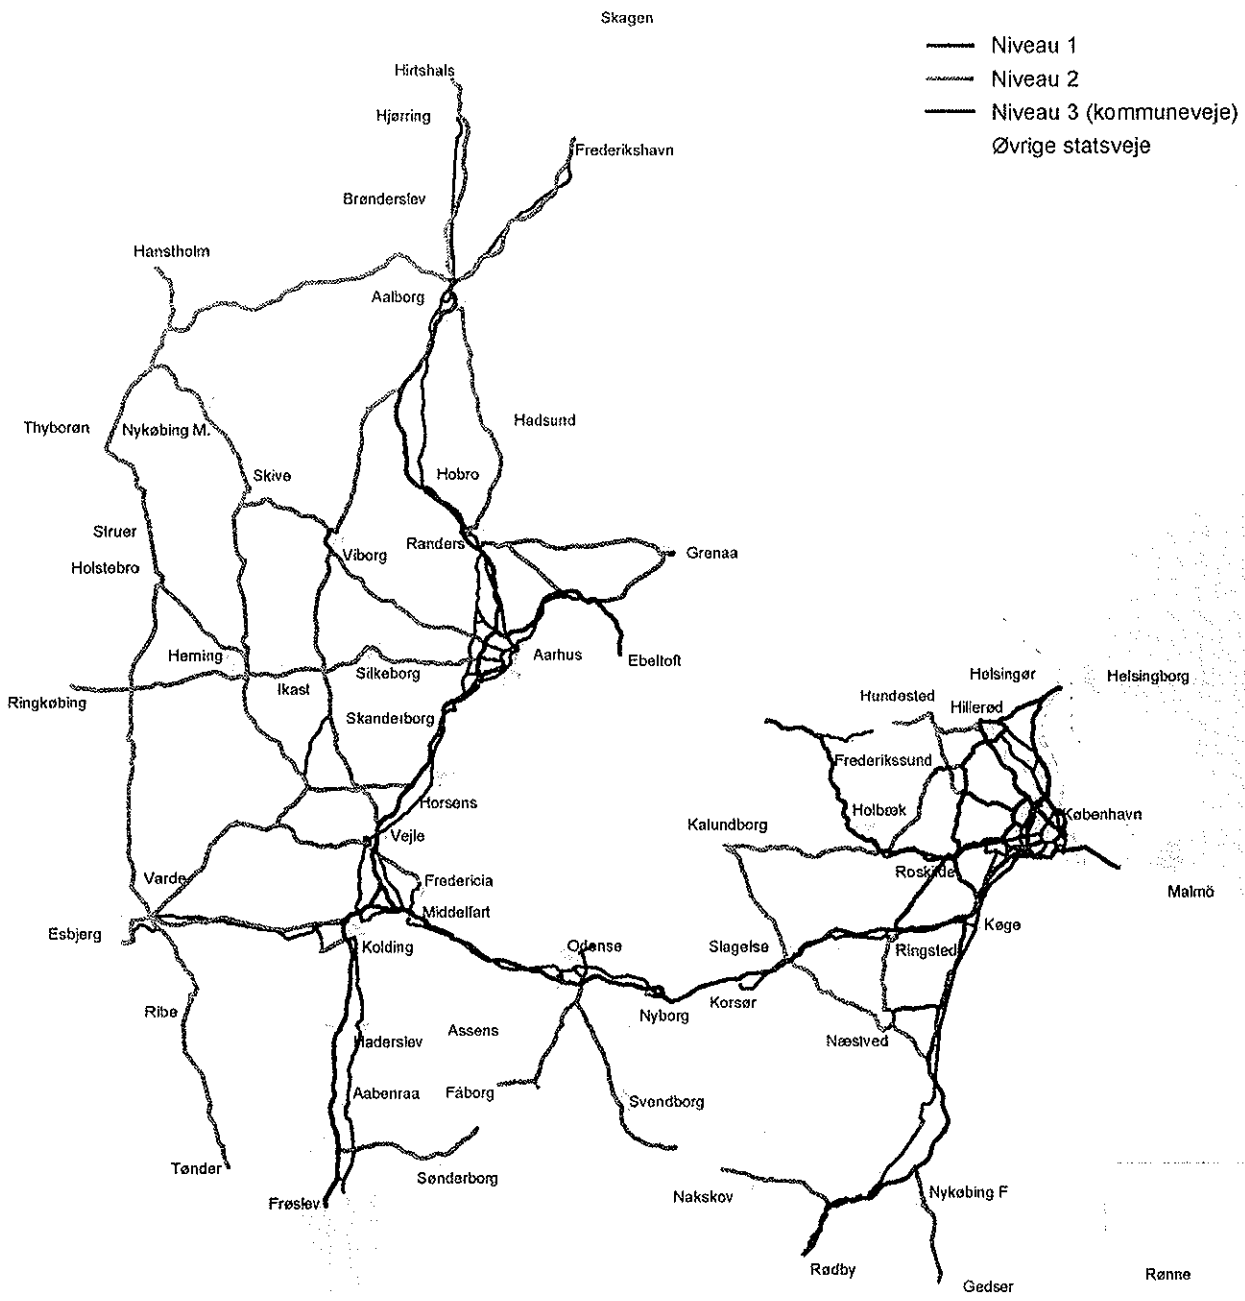 Skagen
Niveau 1
Niveau 2
Niveau 3 (kommuneveje)
Øvrige statsveje
Hirtshals
Hjørring
Frederikshavn
Brønderslev
Hanstholm
Aalborg
Thyborøn
Nykøbing M.
Hadsund
Skive
Hobro
Struer
Viborg
Randers
Grenaa
Holstebro
Herning
Silkeborg
Aarhus
Ebeltoft
Ringkøbing
Ikast
Skanderborg
Helsingør
Helsingborg
Hundested
Hillerød
Frederikssund
Horsens
Holbæk
København
Vejle
Kalundborg
Varde
Fredericia
Roskilde
Malmö
Middelfart
Esbjerg
Kolding
Odense
Slagelse
Ringsted
Køge
Ribe
Nyborg
Korsør
Haderslev
Assens
Næstved
Aabenraa
Fåborg
Svendborg
Tønder
Sønderborg
Frøslev
Nakskov
Nykøbing F
Rødby
Gedser
Rønne